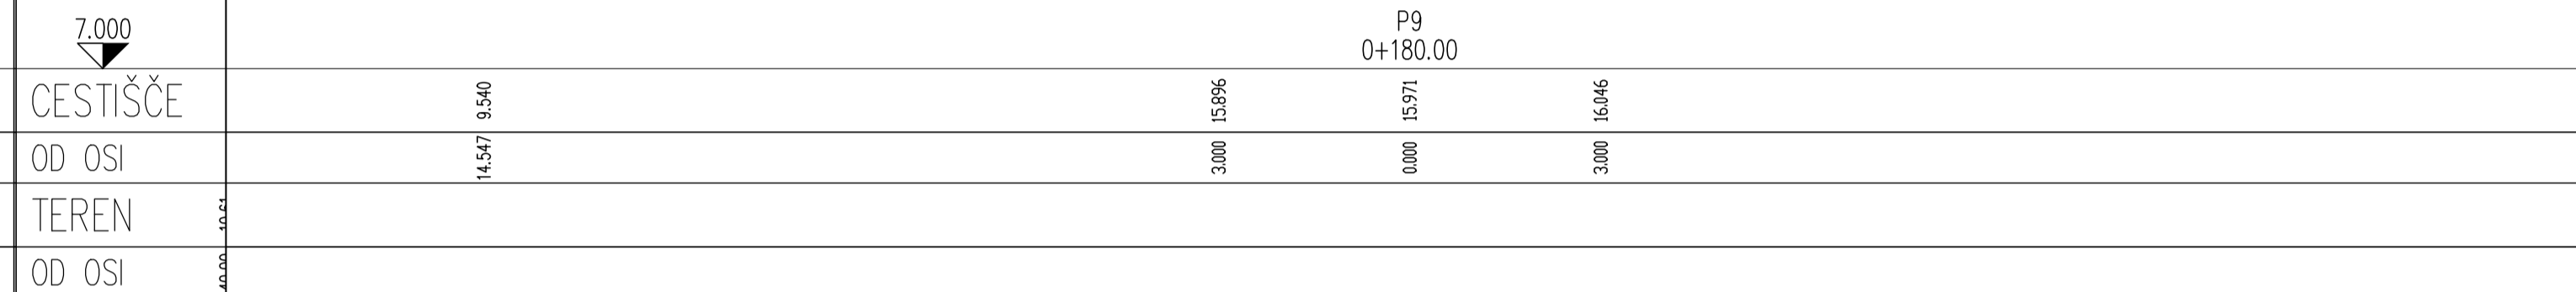 7.000
P9
0+180.00
CESTIŠČE 9.540 15.896 15.971 16.046
OD OSI 14.547 3.000 0.000 3.000
TEREN
OD OSI